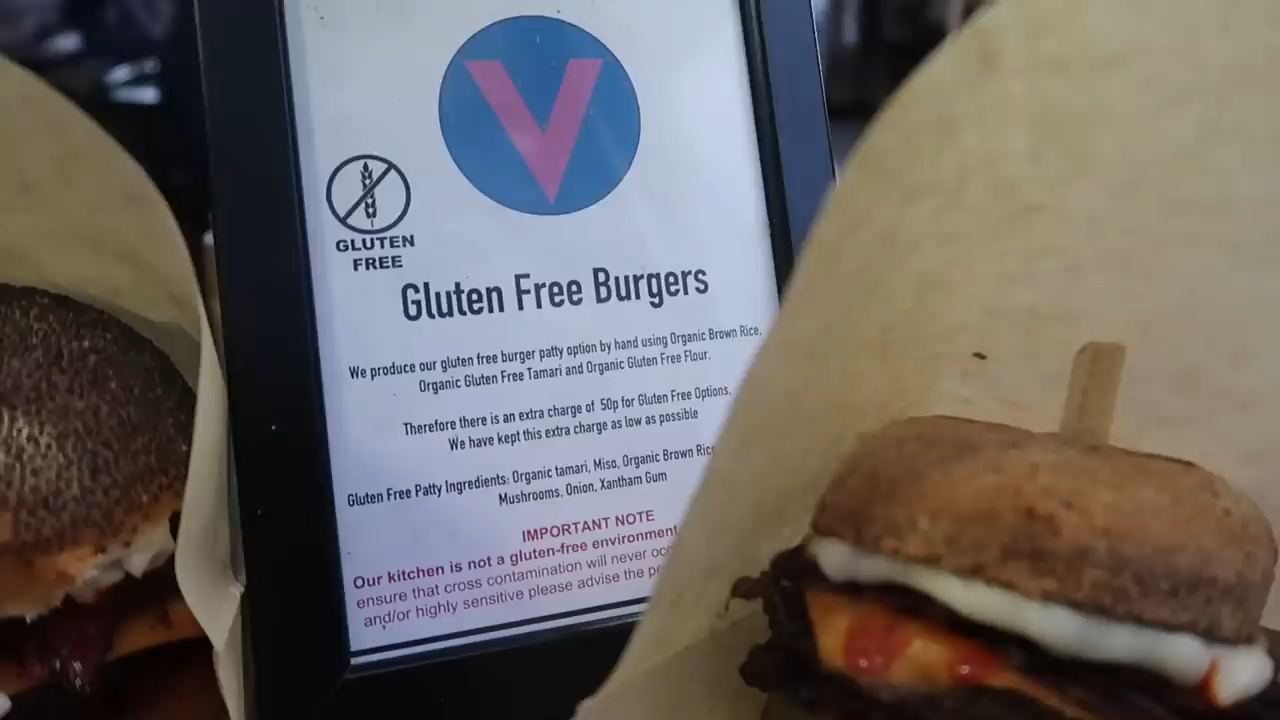 V
GLUTEN
FREE
Gluten Free Burgers
We produce our gluten free burger patty option by hand using Organic Brown Rice,
Organic Gluten Free Tamari and Organic Gluten Free Flour.
Therefore there is an extra charge of 50p for Gluten Free Options,
We have kept this extra charge as low as possible
Gluten Free Patty Ingredients: Organic tamari, Miso, Organic Brown Rice
Mushrooms, Onion, Xantham Gum
IMPORTANT NOTE
Our kitchen is not a gluten-free environment
ensure that cross contamination will never
and/or highly sensitive please advise the